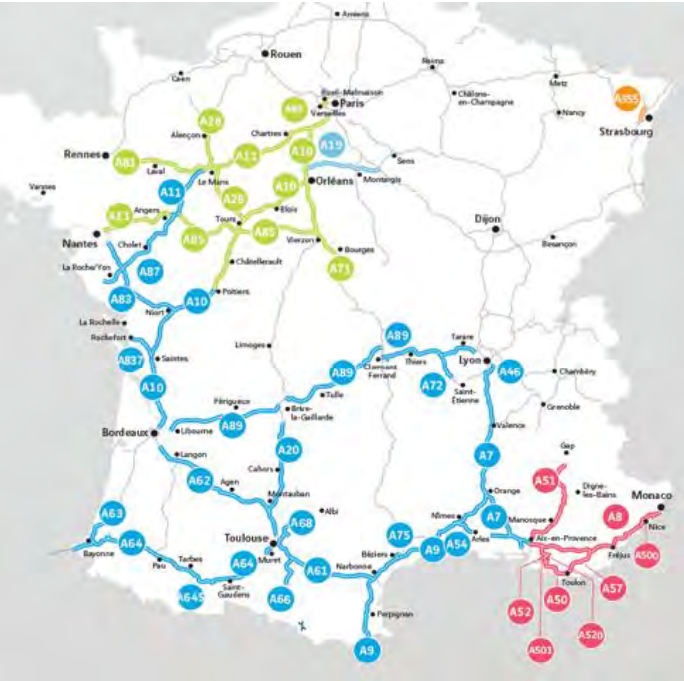 Amiens
Rouen
Reims
Caen
Metz
Rueil-Malmaison
Châlons-
en-Champagne
A355
Paris
Versailles
Nancy
A28
Strasbourg
Alençon
Chartres
A11
A10
A19
Rennes
A81
Laval
Sens
Le Mans
Montargis
Orléans
Vannes
A11
A28
A10
Angers
Blois
Tours
Dijon
Nantes
A85
A85
Cholet
Vierzon
Bourges
Besançon
La Roche/Yon
A87
Châtellerault
A71
A83
A10
Poitiers
Niort
La Rochelle
Rochefort
A89
Tarare
Limoges
A837
Saintes
Clermont
Ferrand
Thiers
Lyon
A46
A89
A72
Chambéry
A10
Saint-
Étienne
Périgueux
Tulle
Brive-
la-Gaillarde
Grenoble
A89
Valence
Bordeaux
Libourne
A20
Gap
Langon
A7
Cahors
A62
Agen
A51
Digne-
les-Bains
Monaco
Montauban
Orange
A63
Albi
Nîmes
A7
Manosque
A8
Nice
A68
Toulouse
A75
Arles
Aix-en-Provence
A64
Bayonne
Béziers
A9
A54
Fréjus
A500
Pau
Tarbes
A64
Muret
A61
Narbonne
Toulon
A57
A645
Saint-
Gaudens
A66
A50
A52
Perpignan
A520
A501
A9